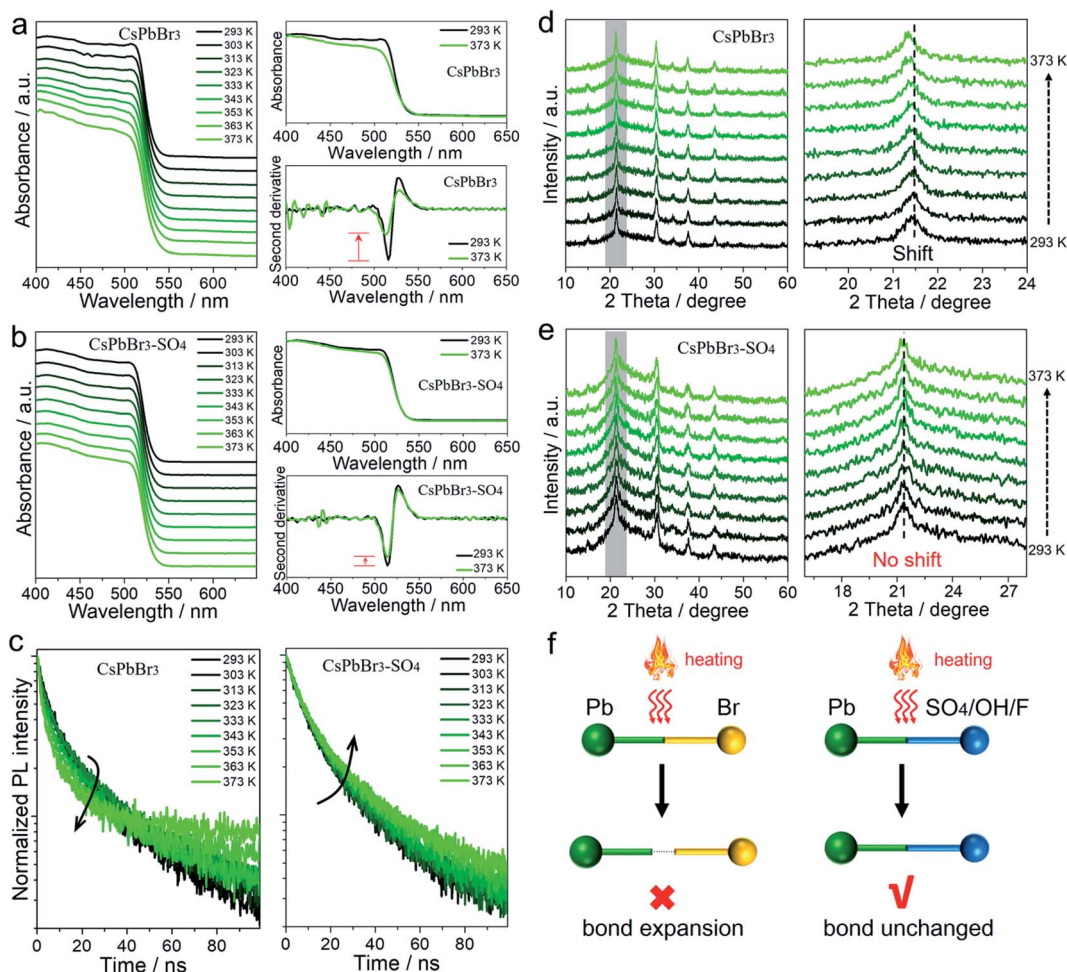 a
CsPbBr3
293 K
303 K
313 K
323 K
333 K
343 K
353 K
363 K
373 K
Absorbance / a.u.
400 450 500 550 600
Wavelength / nm
293 K
373 K
CsPbBr3
Absorbance
400 450 500 550 600 650
Wavelength / nm
CsPbBr3
293 K
373 K
Second derivative
400 450 500 550 600 650
Wavelength / nm
b
CsPbBr3-SO4
293 K
303 K
313 K
323 K
333 K
343 K
353 K
363 K
373 K
Absorbance / a.u.
400 450 500 550 600
Wavelength / nm
293 K
373 K
CsPbBr3-SO4
Absorbance
400 450 500 550 600 650
Wavelength / nm
CsPbBr3-SO4
293 K
373 K
Second derivative
400 450 500 550 600 650
Wavelength / nm
c
CsPbBr3
293 K
303 K
313 K
323 K
333 K
343 K
353 K
363 K
373 K
Normalized PL intensity
0 20 40 60 80
Time / ns
CsPbBr3-SO4
293 K
303 K
313 K
323 K
333 K
343 K
353 K
363 K
373 K
0 20 40 60 80
Time / ns
d
CsPbBr3
Intensity / a.u.
10 20 30 40 50 60
2 Theta / degree
373 K
293 K
Shift
20 21 22 23 24
2 Theta / degree
e
CsPbBr3-SO4
Intensity / a.u.
10 20 30 40 50 60
2 Theta / degree
373 K
293 K
No shift
18 21 24 27
2 Theta / degree
f
heating
Pb Br
bond expansion
heating
Pb SO4/OH/F
bond unchanged